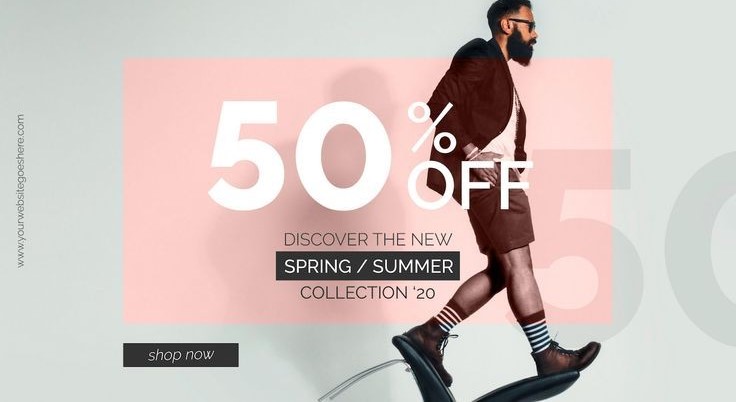 50%
OFF
DISCOVER THE NEW
SPRING / SUMMER
COLLECTION ‘20
shop now
www.yourwebsitegoeshere.com
50